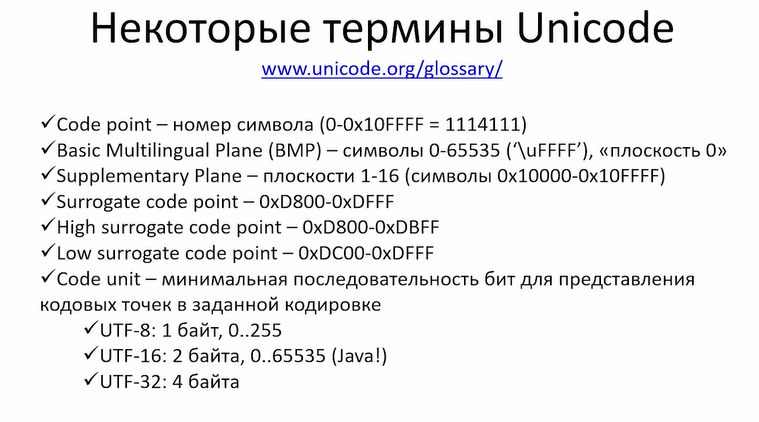 Некоторые термины Unicode
www.unicode.org/glossary/
✓Code point – номер символа (0-0x10FFFF = 1114111)
✓Basic Multilingual Plane (BMP) – символы 0-65535 (‘\uFFFF’), «плоскость 0»
✓Supplementary Plane – плоскости 1-16 (символы 0x10000-0x10FFFF)
✓Surrogate code point – 0xD800-0xDFFF
✓High surrogate code point – 0xD800-0xDBFF
✓Low surrogate code point – 0xDC00-0xDFFF
✓Code unit – минимальная последовательность бит для представления
кодовых точек в заданной кодировке
✓UTF-8: 1 байт, 0..255
✓UTF-16: 2 байта, 0..65535 (Java!)
✓UTF-32: 4 байта